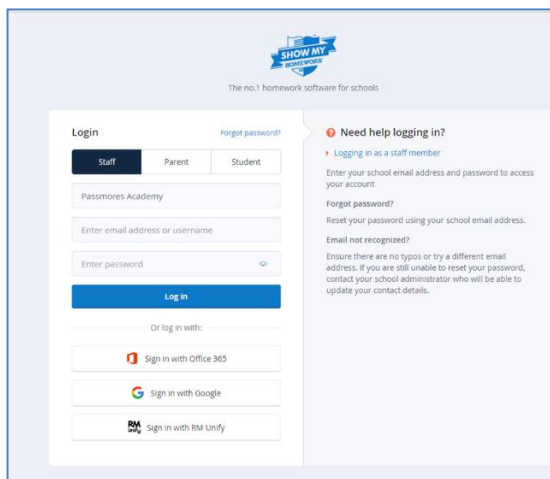 SHOW MY
HOMEWORK
The no.1 homework software for schools
Login
Forgot password?
Staff
Parent
Student
Passmores Academy
Enter email address or username
Enter password
Log in
Or log in with:
Sign in with Office 365
Sign in with Google
RM
Unify
Sign in with RM Unify
Need help logging in?
Logging in as a staff member
Enter your school email address and password to access
your account
Forgot password?
Reset your password using your school email address.
Email not recognized?
Ensure there are no typos or try a different email
address. If you are still unable to reset your password,
contact your school administrator who will be able to
update your contact details.